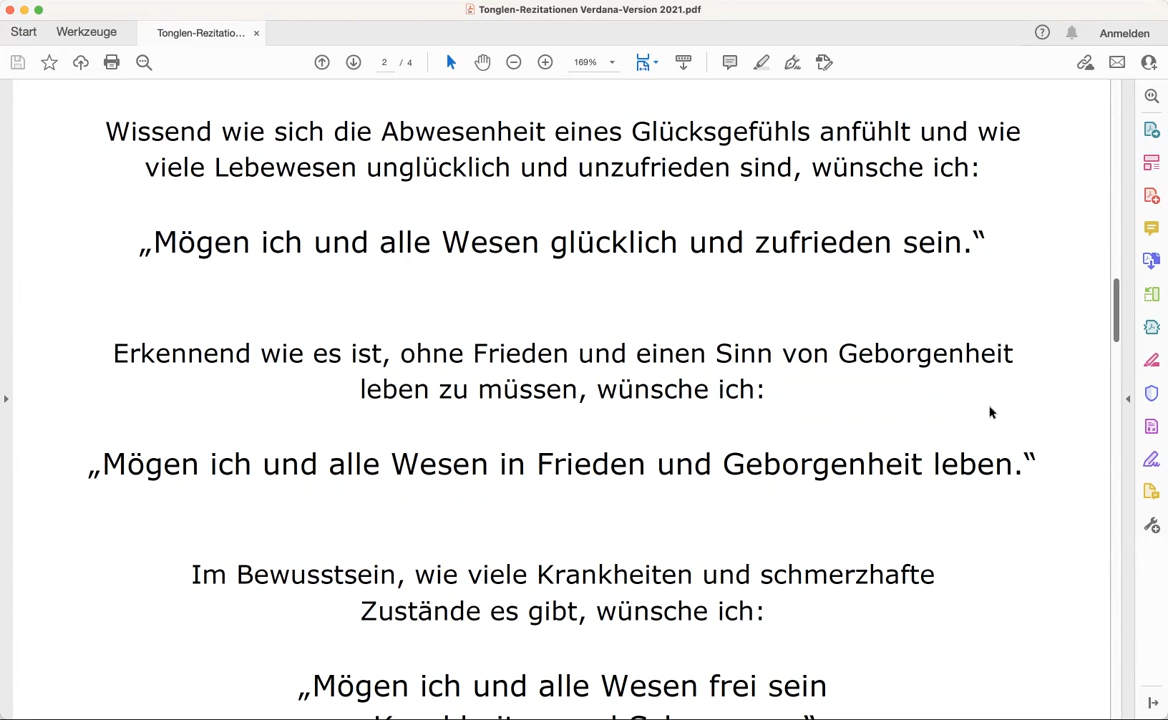 Tonglen-Rezitationen Verdana-Version 2021.pdf
Start Werkzeuge Tonglen-Rezitatio... × Anmelden
2 / 4 169%
Wissend wie sich die Abwesenheit eines Glücksgefühls anfühlt und wie
viele Lebewesen unglücklich und unzufrieden sind, wünsche ich:
„Mögen ich und alle Wesen glücklich und zufrieden sein.“
Erkennend wie es ist, ohne Frieden und einen Sinn von Geborgenheit
leben zu müssen, wünsche ich:
„Mögen ich und alle Wesen in Frieden und Geborgenheit leben.“
Im Bewusstsein, wie viele Krankheiten und schmerzhafte
Zustände es gibt, wünsche ich:
„Mögen ich und alle Wesen frei sein